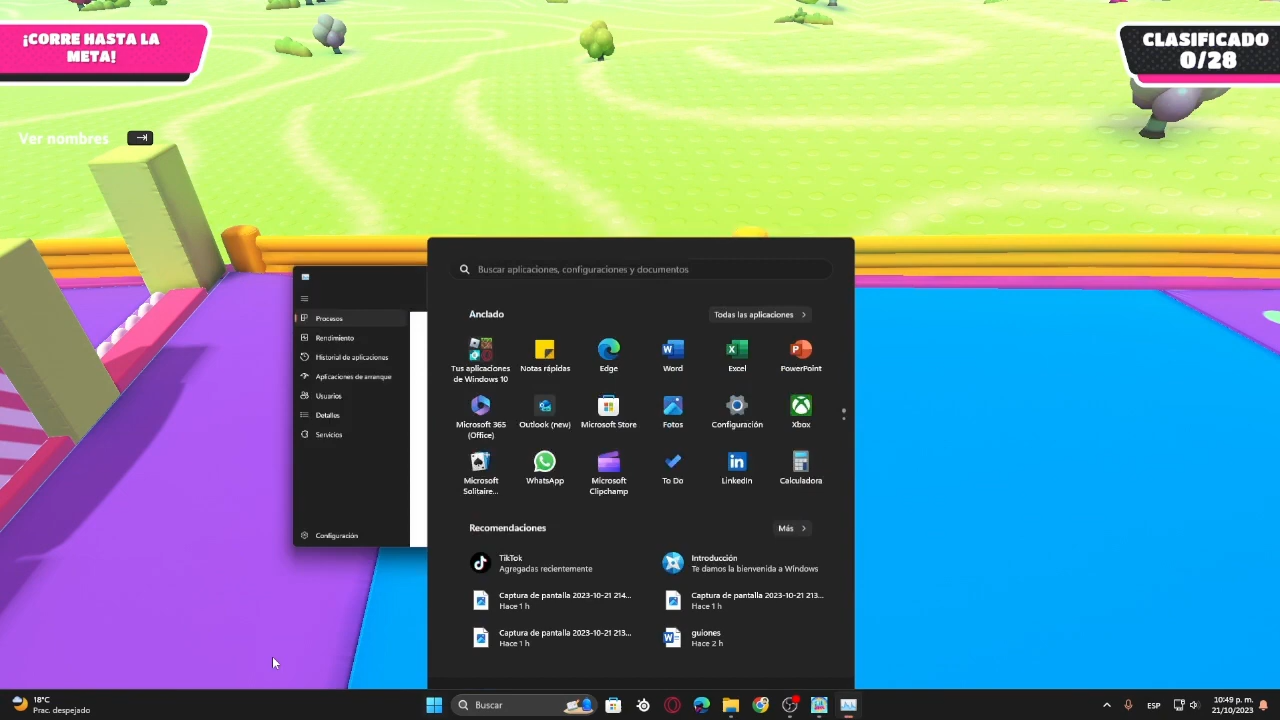 ¡CORRE HASTA LA
META!
CLASIFICADO
0/28
Ver nombres
Procesos
Rendimiento
Historial de aplicaciones
Aplicaciones de arranque
Usuarios
Detalles
Servicios
Configuración
Buscar aplicaciones, configuraciones y documentos
Anclado
Todas las aplicaciones
Tus aplicaciones
de Windows 10
Notas rápidas
Edge
Word
Excel
PowerPoint
Microsoft 365
(Office)
Outlook (new)
Microsoft Store
Fotos
Configuración
Xbox
Microsoft
Solitaire...
WhatsApp
Microsoft
Clipchamp
To Do
LinkedIn
Calculadora
Recomendaciones
Más
TikTok
Agregadas recientemente
Introducción
Te damos la bienvenida a Windows
Captura de pantalla 2023-10-21 214...
Hace 1 h
Captura de pantalla 2023-10-21 213...
Hace 1 h
Captura de pantalla 2023-10-21 213...
Hace 1 h
guiones
Hace 2 h
18°C
Prac. despejado
Buscar
ESP
10:49 p. m.
21/10/2023